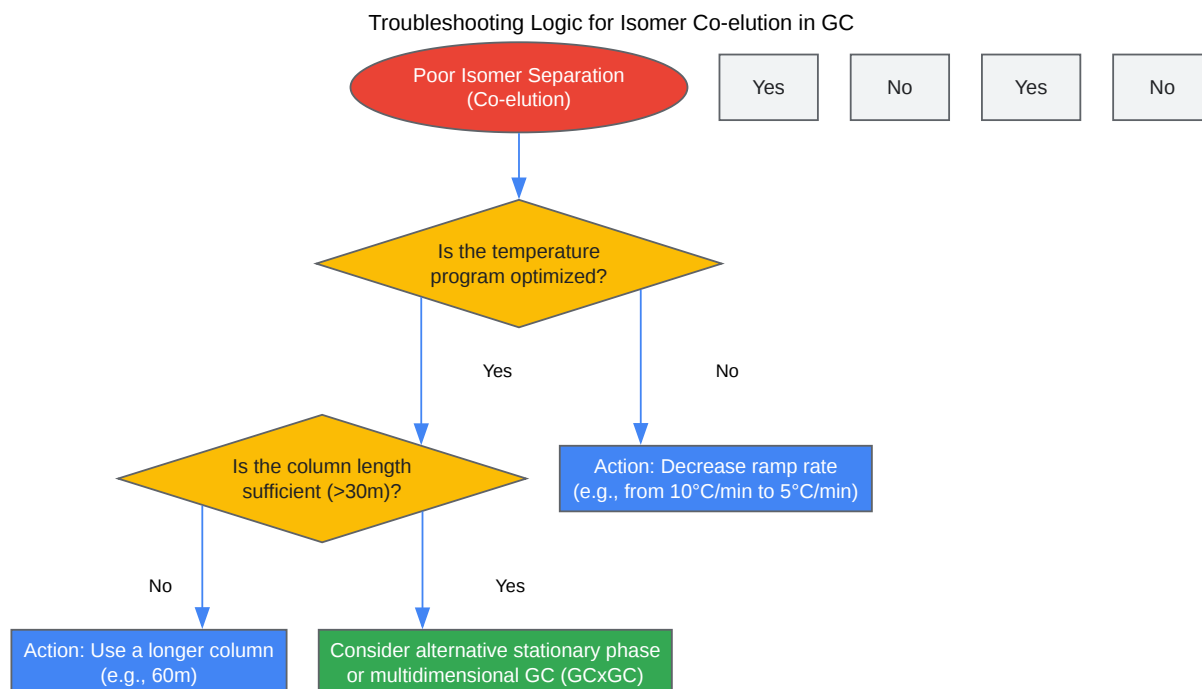 Troubleshooting Logic for Isomer Co-elution in GC
Poor Isomer Separation
(Co-elution)
Yes
No
Yes
No
Is the temperature
program optimized?
Yes
No
Is the column length
sufficient (>30m)?
Action: Decrease ramp rate
(e.g., from 10°C/min to 5°C/min)
No
Yes
Action: Use a longer column
(e.g., 60m)
Consider alternative stationary phase
or multidimensional GC (GCxGC)